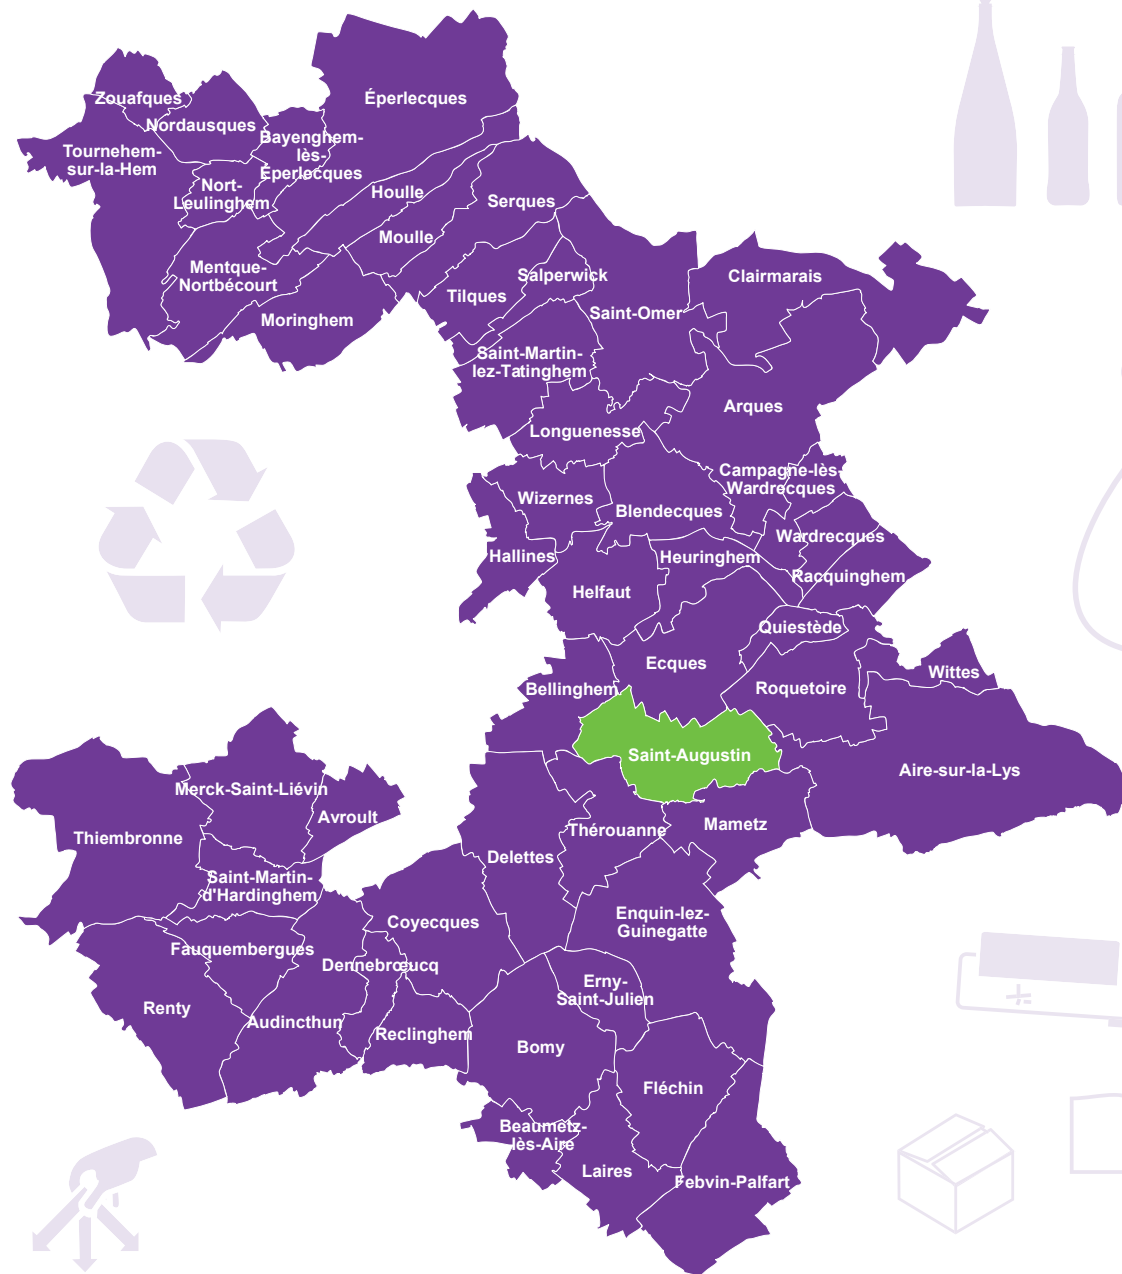 Zouafques
Éperlecques
Nordausques
Bayenghem-
lès-
Éperlecques
Tournehem-
sur-la-Hem
Nort-
Leulinghem
Houlle
Serques
Moulle
Mentque-
Nortbécourt
Salperwick
Clairmarais
Tilques
Saint-Omer
Moringhem
Saint-Martin-
lez-Tatinghem
Arques
Longuenesse
Campagne-lès-
Wardrecques
Wizernes
Blendecques
Wardrecques
Hallines
Heuringhem
Racquinghem
Helfaut
Quiestède
Ecques
Wittes
Bellinghem
Roquetoire
Saint-Augustin
Aire-sur-la-Lys
Merck-Saint-Liévin
Avroult
Thiembronne
Thérouanne
Mametz
Delettes
Saint-Martin-
d'Hardinghem
Coyecques
Enquin-lez-
Guinegatte
Fauquembergues
Dennebrœucq
Erny-
Saint-Julien
Renty
Audincthun
Reclinghem
Bomy
Fléchin
Beaumetz-
lès-Aire
Laires
Febvin-Palfart